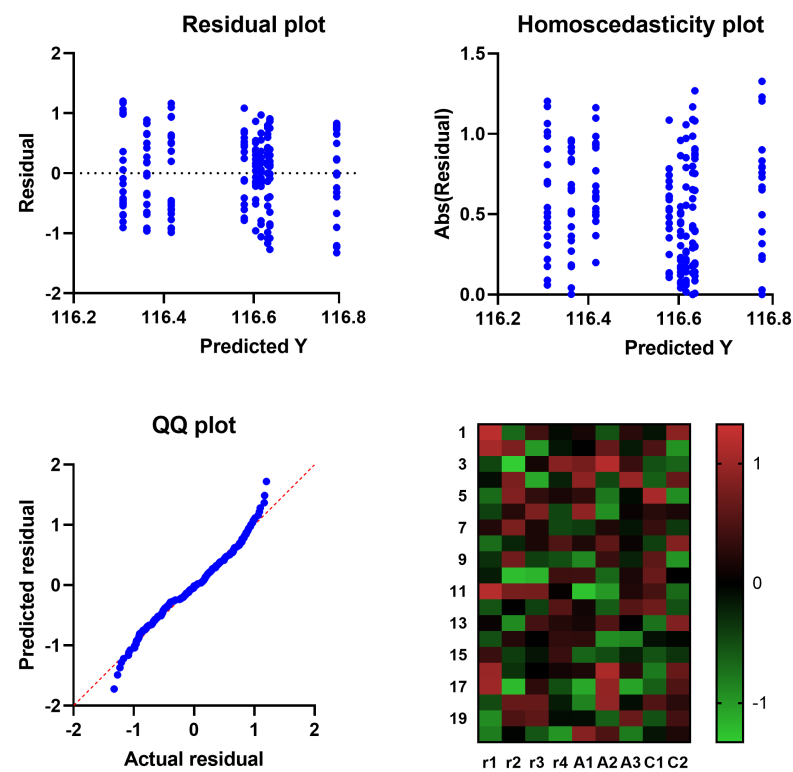 Residual plot
2
1
0
-1
-2
Residual
116.2 116.4 116.6 116.8
Predicted Y
Homoscedasticity plot
1.5
1.0
0.5
0.0
Abs(Residual)
116.2 116.4 116.6 116.8
Predicted Y
QQ plot
2
1
0
-1
-2
Predicted residual
-2 -1 0 1 2
Actual residual
1
3
5
7
9
11
13
15
17
19
r1 r2 r3 r4 A1 A2 A3 C1 C2
1
0
-1